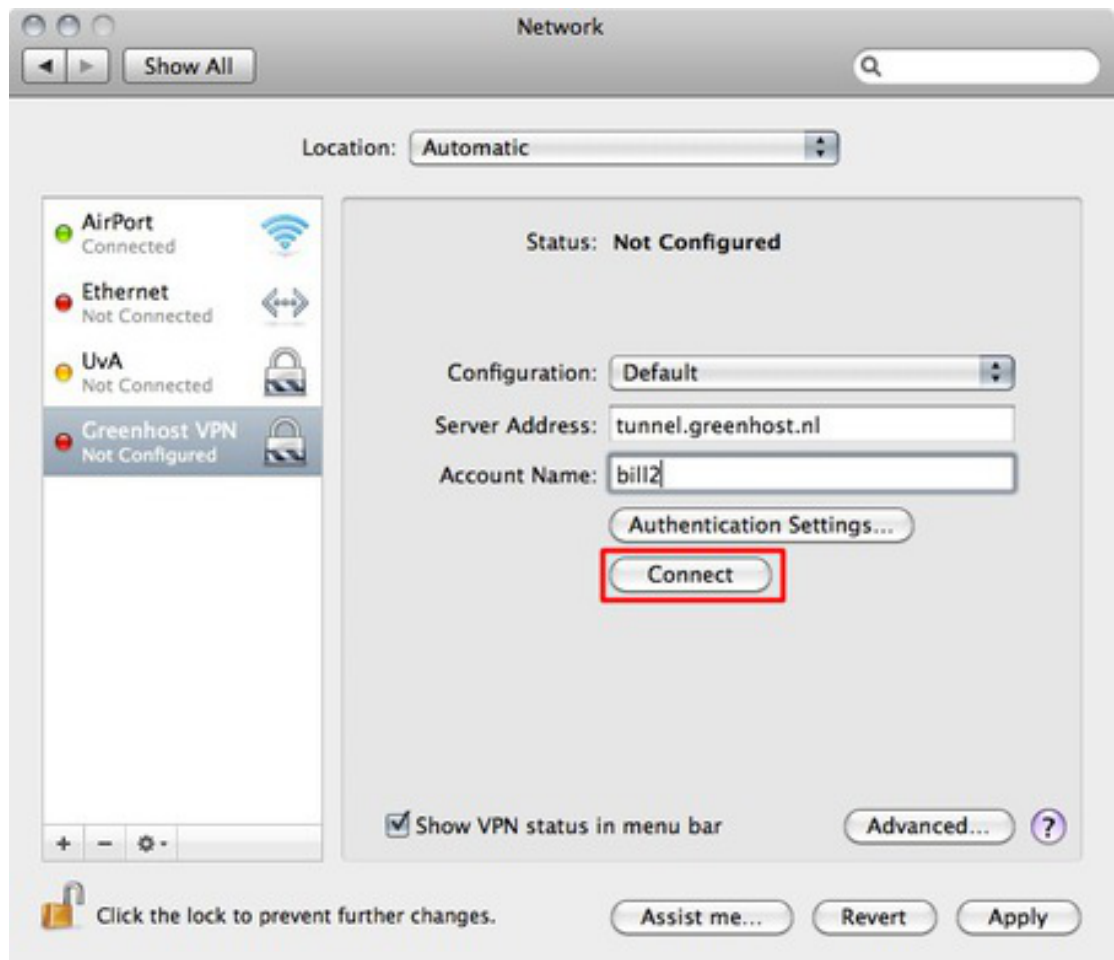 Network
Show All
Location: Automatic
AirPort
Connected
Ethernet
Not Connected
UvA
Not Connected
Greenhost VPN
Not Configured
Status: Not Configured
Configuration: Default
Server Address: tunnel.greenhost.nl
Account Name: bill2
Authentication Settings...
Connect
Show VPN status in menu bar
Advanced...
?
+ −
Click the lock to prevent further changes.
Assist me...
Revert
Apply